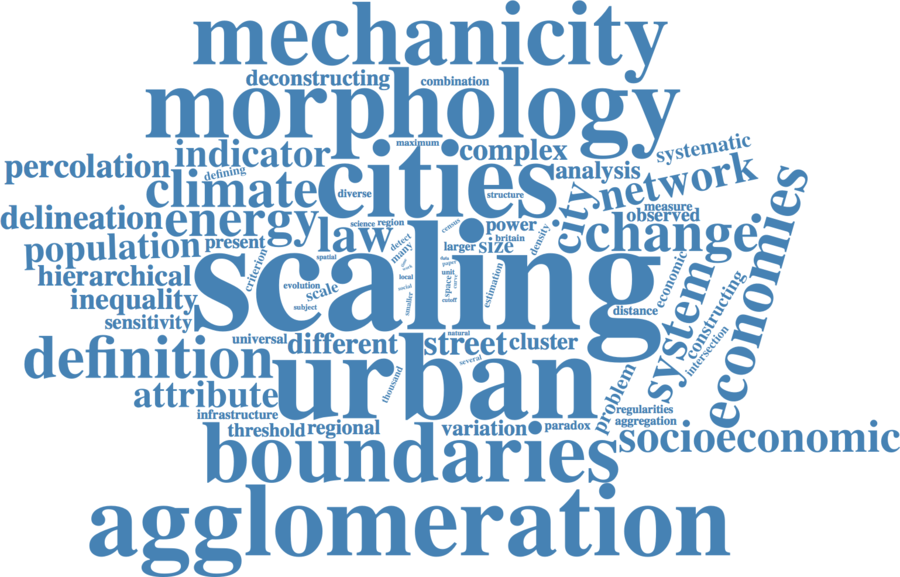 mechanicity
deconstructing
combination
morphology
maximum
percolation
indicator
complex
systematic
defining
climate
cities
analysis
network
diverse
structure
delineation
energy
science
region
census
power
city
measure
observed
population
present
law
detect
many
larger
size
britain
density
change
economies
hierarchical
criterion
spatial
scaling
data
paper
unit
local
space
curve
estimation
economic
evolution
scale
social
inequality
subject
smaller
cutoff
distance
system
constructing
sensitivity
universal
different
natural
street
cluster
intersection
definition
several
urban
thousand
problem
attribute
infrastructure
regularities
aggregation
threshold
regional
variation
paradox
boundaries
socioeconomic
agglomeration